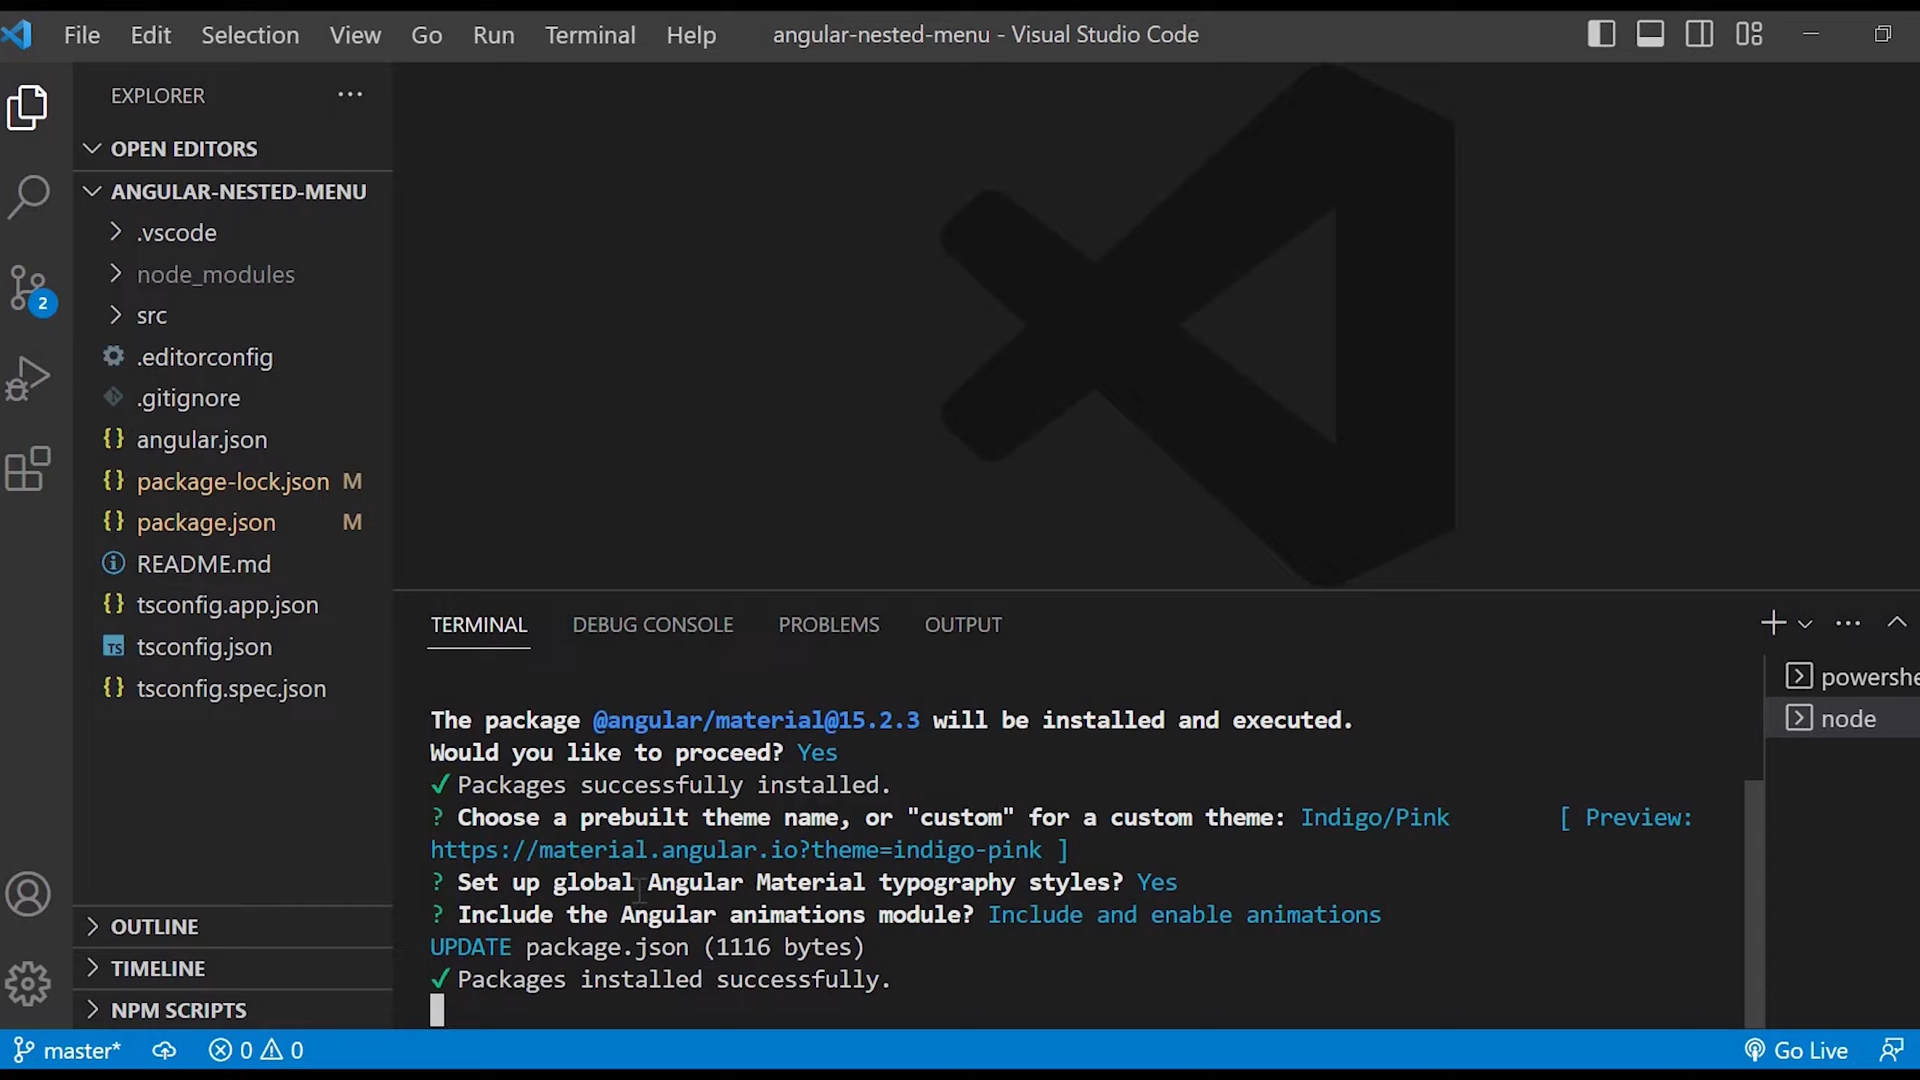 File Edit Selection View Go Run Terminal Help angular-nested-menu - Visual Studio Code
EXPLORER
OPEN EDITORS
ANGULAR-NESTED-MENU
.vscode
node_modules
2
src
.editorconfig
.gitignore
{} angular.json
{} package-lock.json M
{} package.json M
README.md
{} tsconfig.app.json
TS tsconfig.json
{} tsconfig.spec.json
OUTLINE
TIMELINE
NPM SCRIPTS
TERMINAL DEBUG CONSOLE PROBLEMS OUTPUT
The package @angular/material@15.2.3 will be installed and executed.
Would you like to proceed? Yes
✓ Packages successfully installed.
? Choose a prebuilt theme name, or "custom" for a custom theme: Indigo/Pink [ Preview:
https://material.angular.io?theme=indigo-pink ]
? Set up global Angular Material typography styles? Yes
? Include the Angular animations module? Include and enable animations
UPDATE package.json (1116 bytes)
✓ Packages installed successfully.
powershe
node
master* 0 0 Go Live